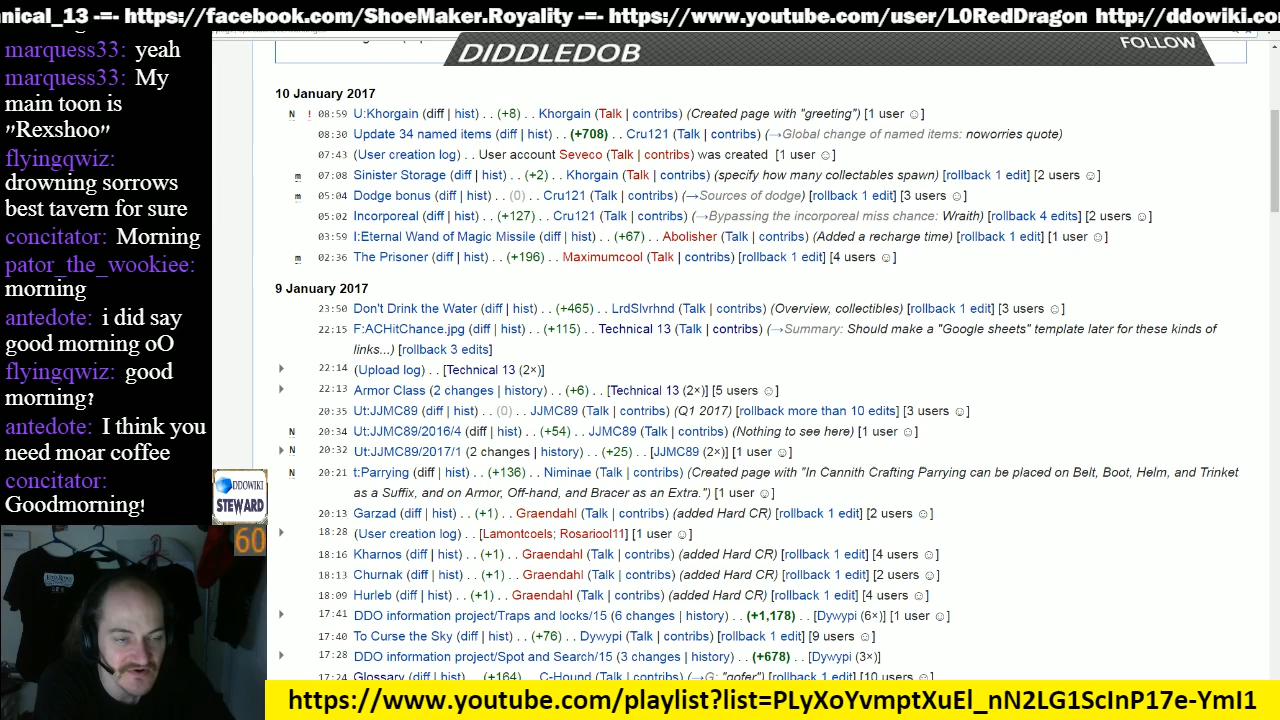 nnical_13 -=- https://facebook.com/ShoeMaker.Royality -=- https://www.youtube.com/user/L0RedDragon http://ddowiki.co
marquess33: yeah
marquess33: My
main toon is
"Rexshoo"
flyingqwiz:
drowning sorrows
best tavern for sure
concitator: Morning
pator_the_wookiee:
morning
antedote: i did say
good morning oO
flyingqwiz: good
morning?
antedote: I think you
need moar coffee
concitator:
Goodmorning!
DDOWIKI
STEWARD
60
DIDDLEDOB
FOLLOW
10 January 2017
N ! 08:59 U:Khorgain (diff | hist) . . (+8) . . Khorgain (Talk | contribs) (Created page with "greeting") [1 user ☺]
08:30 Update 34 named items (diff | hist) . . (+708) . . Cru121 (Talk | contribs) (→Global change of named items: noworries quote)
07:43 (User creation log) . . User account Seveco (Talk | contribs) was created [1 user ☺]
m 07:08 Sinister Storage (diff | hist) . . (+2) . . Khorgain (Talk | contribs) (specify how many collectables spawn) [rollback 1 edit] [2 users ☺]
m 05:04 Dodge bonus (diff | hist) . . (0) . . Cru121 (Talk | contribs) (→Sources of dodge) [rollback 1 edit] [3 users ☺]
05:02 Incorporeal (diff | hist) . . (+127) . . Cru121 (Talk | contribs) (→Bypassing the incorporeal miss chance: Wraith) [rollback 4 edits] [2 users ☺]
03:59 I:Eternal Wand of Magic Missile (diff | hist) . . (+67) . . Abolisher (Talk | contribs) (Added a recharge time) [rollback 1 edit] [1 user ☺]
m 02:36 The Prisoner (diff | hist) . . (+196) . . Maximumcool (Talk | contribs) [rollback 1 edit] [4 users ☺]
9 January 2017
23:50 Don't Drink the Water (diff | hist) . . (+465) . . LrdSlvrhnd (Talk | contribs) (Overview, collectibles) [rollback 1 edit] [3 users ☺]
22:15 F:ACHitChance.jpg (diff | hist) . . (+115) . . Technical 13 (Talk | contribs) (→Summary: Should make a "Google sheets" template later for these kinds of
links...) [rollback 3 edits]
22:14 (Upload log) . . [Technical 13 (2×)]
22:13 Armor Class (2 changes | history) . . (+6) . . [Technical 13 (2×)] [5 users ☺]
20:35 Ut:JJMC89 (diff | hist) . . (0) . . JJMC89 (Talk | contribs) (Q1 2017) [rollback more than 10 edits] [3 users ☺]
N 20:34 Ut:JJMC89/2016/4 (diff | hist) . . (+54) . . JJMC89 (Talk | contribs) (Nothing to see here) [1 user ☺]
N 20:32 Ut:JJMC89/2017/1 (2 changes | history) . . (+25) . . [JJMC89 (2×)] [1 user ☺]
N 20:21 t:Parrying (diff | hist) . . (+136) . . Niminae (Talk | contribs) (Created page with "In Cannith Crafting Parrying can be placed on Belt, Boot, Helm, and Trinket
as a Suffix, and on Armor, Off-hand, and Bracer as an Extra.") [1 user ☺]
20:13 Garzad (diff | hist) . . (+1) . . Graendahl (Talk | contribs) (added Hard CR) [rollback 1 edit] [2 users ☺]
18:28 (User creation log) . . [Lamontcoels; Rosariool11] [1 user ☺]
18:16 Kharnos (diff | hist) . . (+1) . . Graendahl (Talk | contribs) (added Hard CR) [rollback 1 edit] [4 users ☺]
18:13 Churnak (diff | hist) . . (+1) . . Graendahl (Talk | contribs) (added Hard CR) [rollback 1 edit] [2 users ☺]
18:09 Hurleb (diff | hist) . . (+1) . . Graendahl (Talk | contribs) (added Hard CR) [rollback 1 edit] [4 users ☺]
17:41 DDO information project/Traps and locks/15 (6 changes | history) . . (+1,178) . . [Dywypi (6×)] [1 user ☺]
17:40 To Curse the Sky (diff | hist) . . (+76) . . Dywypi (Talk | contribs) [rollback 1 edit] [9 users ☺]
17:28 DDO information project/Spot and Search/15 (3 changes | history) . . (+678) . . [Dywypi (3×)]
17:24 Glossary (diff | hist) . . (+164) . . C-Hound (Talk | contribs) (→G: "gofer") [rollback 1 edit] [10 users ☺]
https://www.youtube.com/playlist?list=PLyXoYvmptXuEl_nN2LG1ScInP17e-YmI1